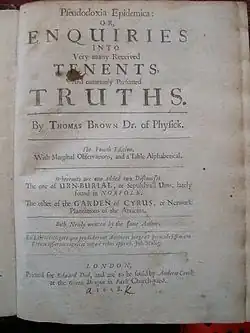 Pseudodoxia Epidemica:
OR,
ENQUIRIES
INTO
Very many Received
TENENTS,
And commonly Presumed
TRUTHS.
By THOMAS BROWN Dr. of Physick.
The Fourth Edition.
With Marginal Observations, and a Table Alphabetical.
Whereunto are now added two Discourses
The one of URN-BURIAL, or Sepulchrall Urns, lately
found in NORFOLK.
The other of the GARDEN of CYRUS, or Network
Plantations of the Ancients.
Both Newly written by the same Author.
LONDON,
Printed for Edward Dod, and are to be sould by Andrew Crook
at the Green Dragon in Pauls Church-yard.